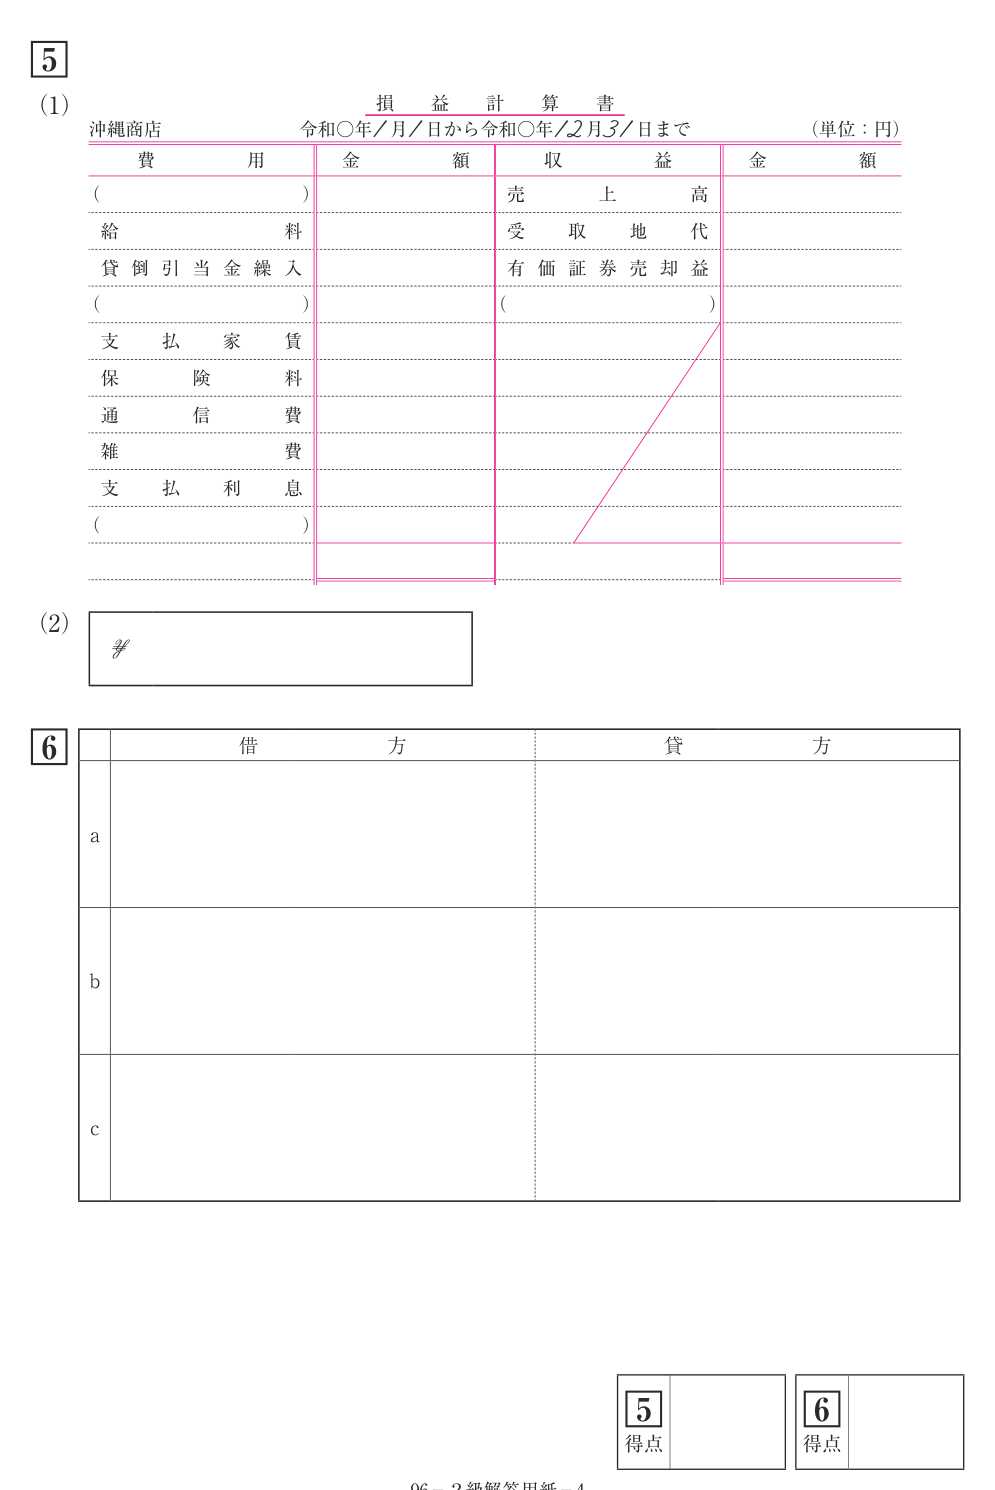 5
(1)
損益計算書
沖縄商店 令和○年1月1日から令和○年12月31日まで (単位:円)
費用 金額 収益 金額
( ) 売上高
給料 受取地代
貸倒引当金繰入 有価証券売却益
( ) ( )
支払家賃
保険料
通信費
雑費
支払利息
( )
(2)
¥
6
借方 貸方
a
b
c
5 6
得点 得点